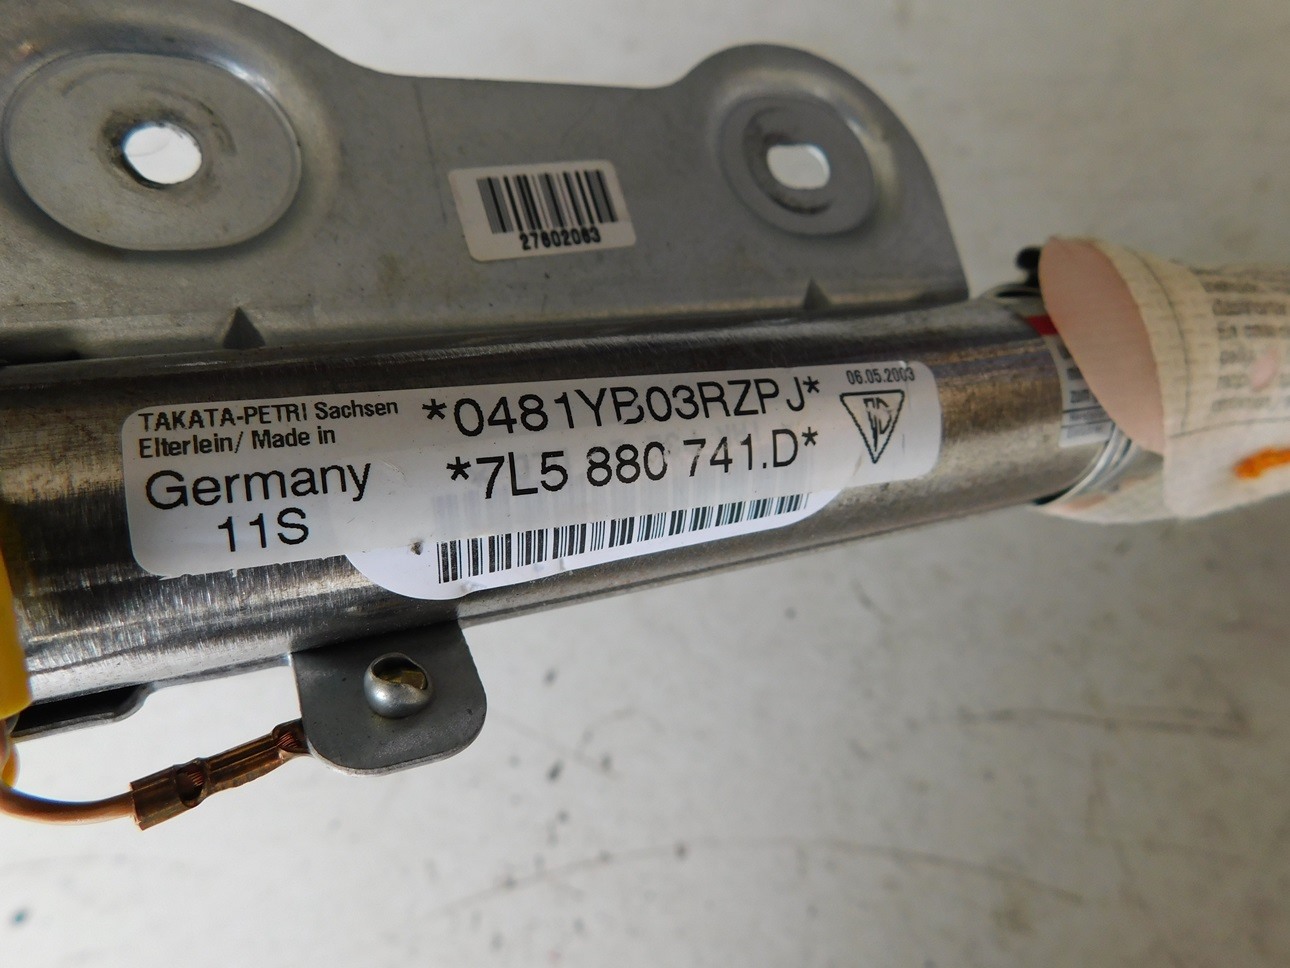 27602083
TAKATA-PETRI Sachsen
Elterlein/ Made in
Germany
11S
*0481YB03RZPJ*
*7L5 880 741.D*
06.05.2003